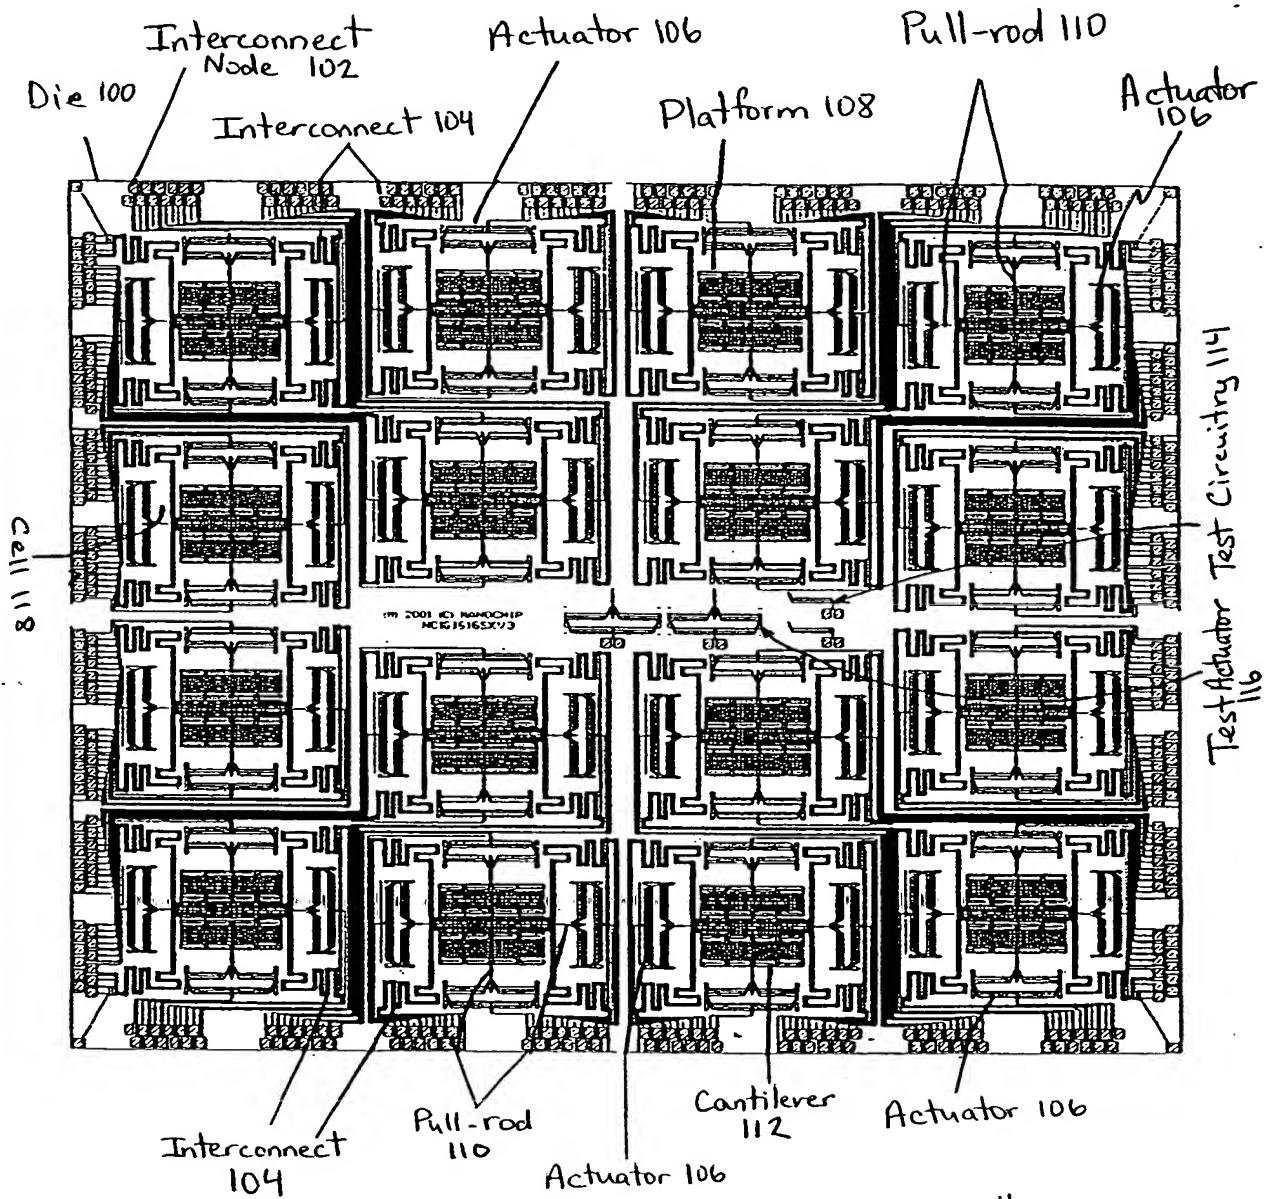 Interconnect
Node 102
Actuator 106
Pull-rod 110
Die 100
Interconnect 104
Platform 108
Actuator
106
Test Circuitry 114
Cell 118
2001 (C) NANOCHIP
Test Actuator
116
Interconnect
104
Pull-rod
110
Actuator 106
Cantilever
112
Actuator 106